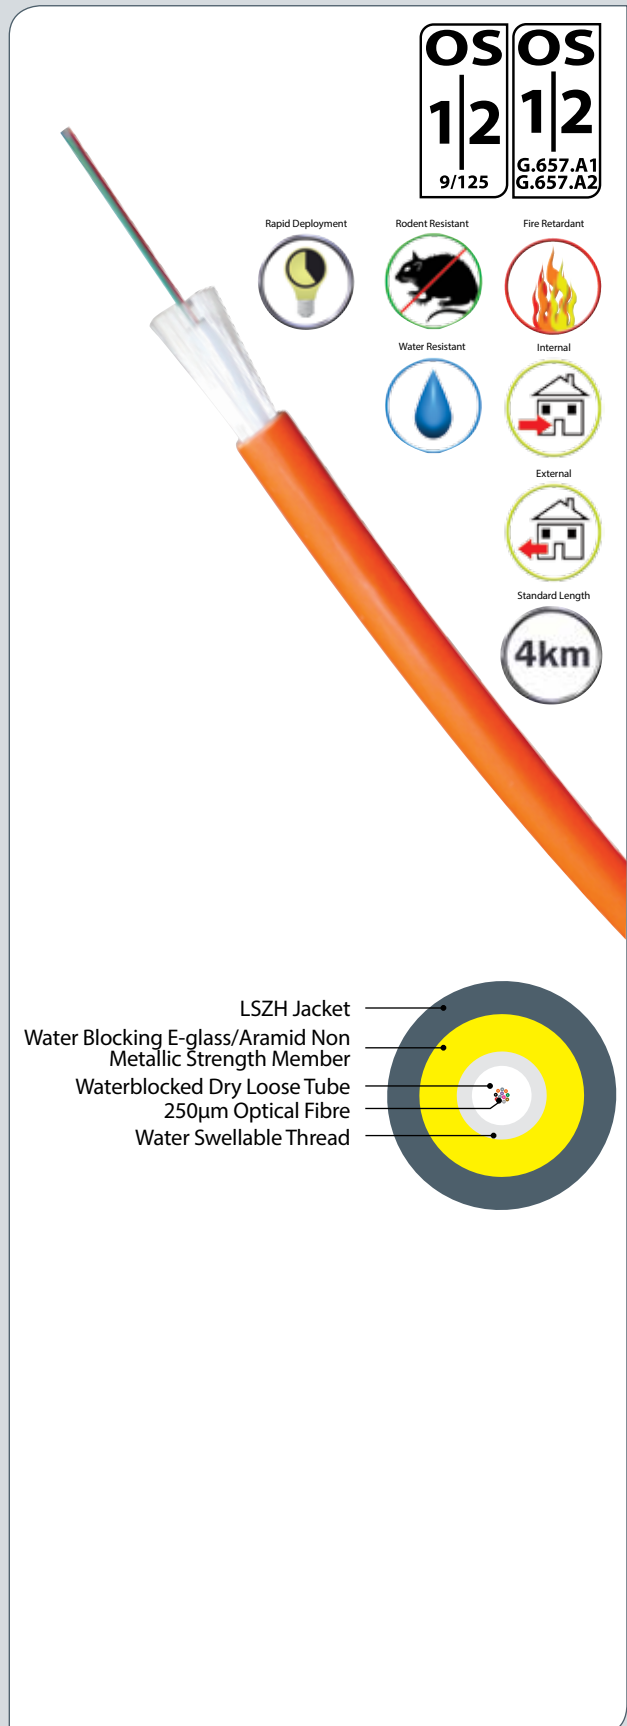 OS
1|2
9/125
OS
1|2
G.657.A1
G.657.A2
Rapid Deployment
Rodent Resistant
Fire Retardant
Water Resistant
Internal
External
Standard Length
4km
LSZH Jacket
Water Blocking E-glass/Aramid Non
Metallic Strength Member
Waterblocked Dry Loose Tube
250µm Optical Fibre
Water Swellable Thread